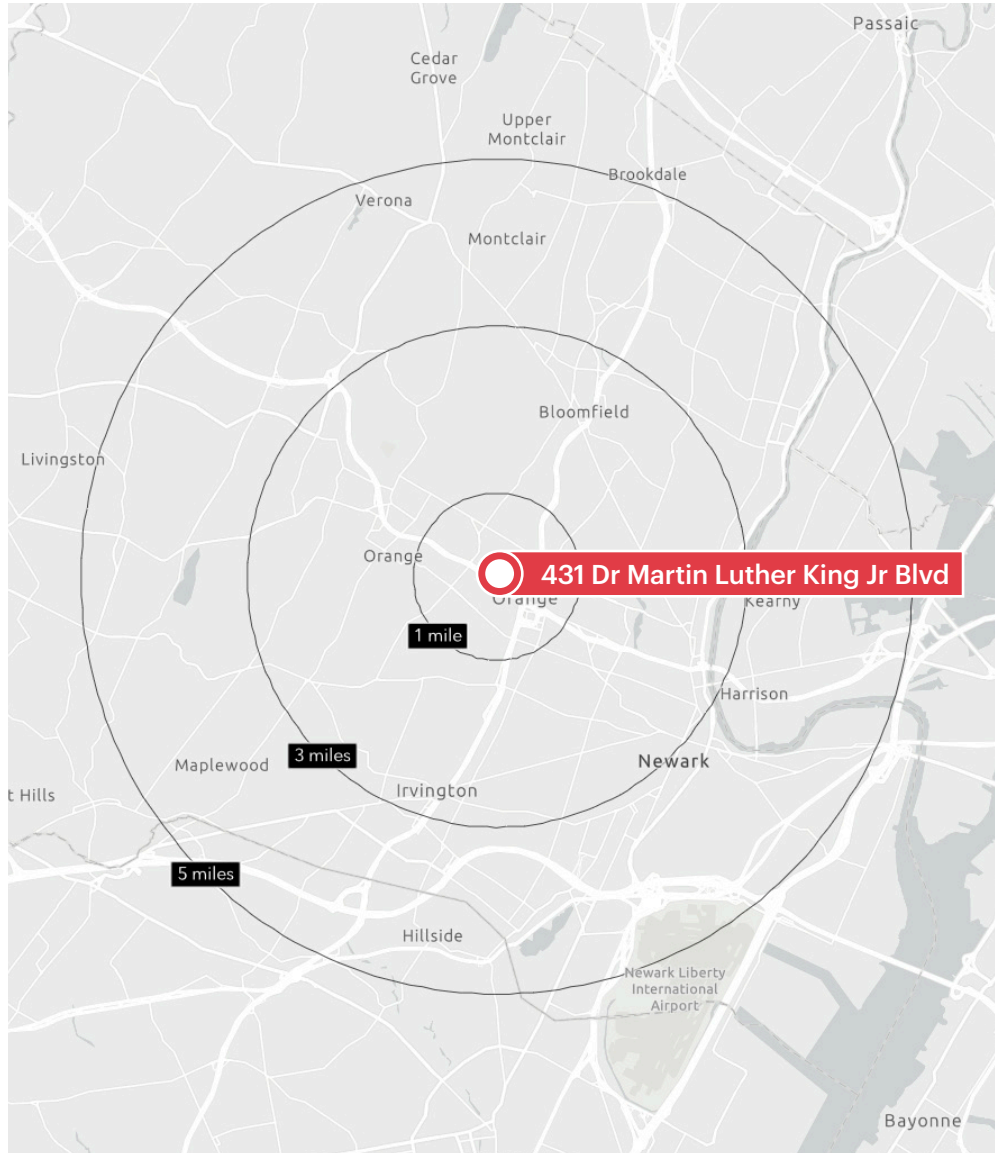 Passaic
Cedar
Grove
Upper
Montclair
Brookdale
Verona
Montclair
Bloomfield
Livingston
Orange
431 Dr Martin Luther King Jr Blvd
Orange
Kearny
1 mile
Harrison
3 miles
Maplewood
Newark
Irvington
t Hills
5 miles
Hillside
Newark Liberty
International
Airport
Bayonne